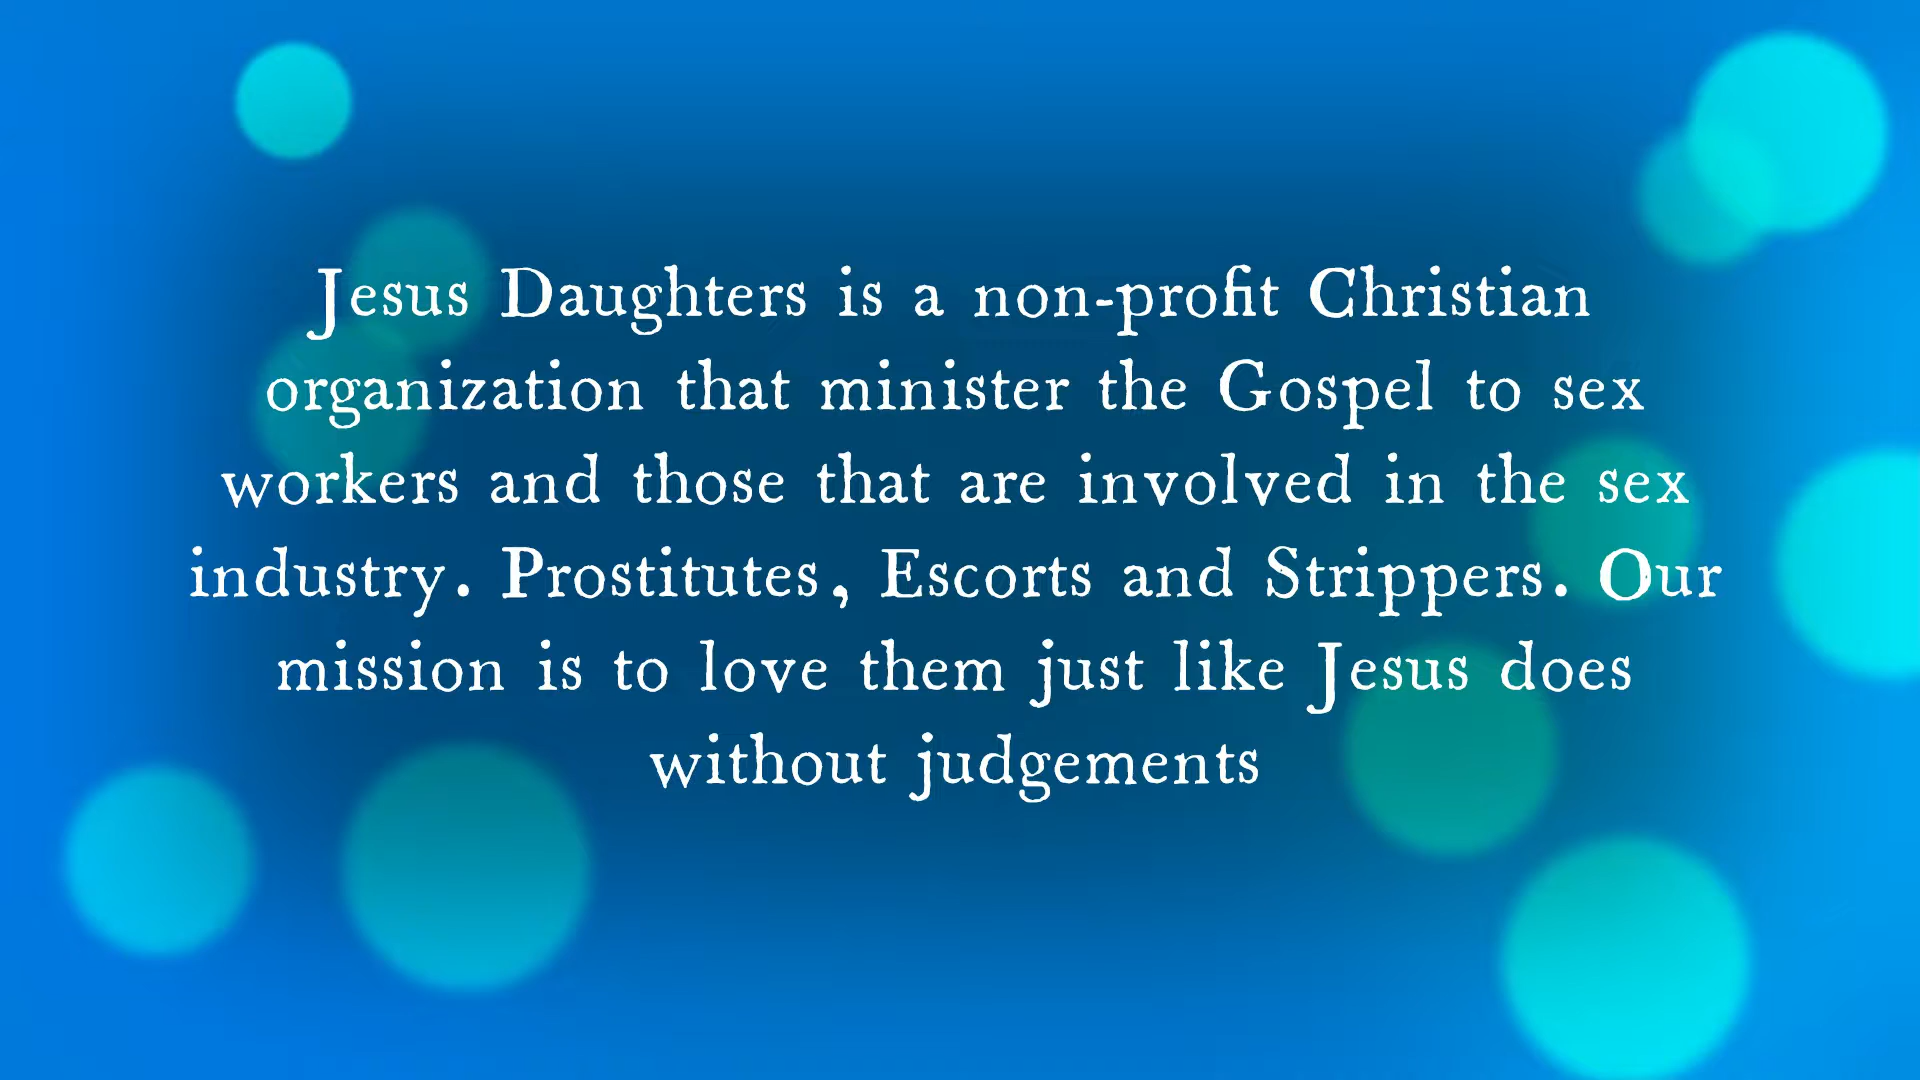 Jesus Daughters is a non-profit Christian
organization that minister the Gospel to sex
workers and those that are involved in the sex
industry. Prostitutes, Escorts and Strippers. Our
mission is to love them just like Jesus does
without judgements